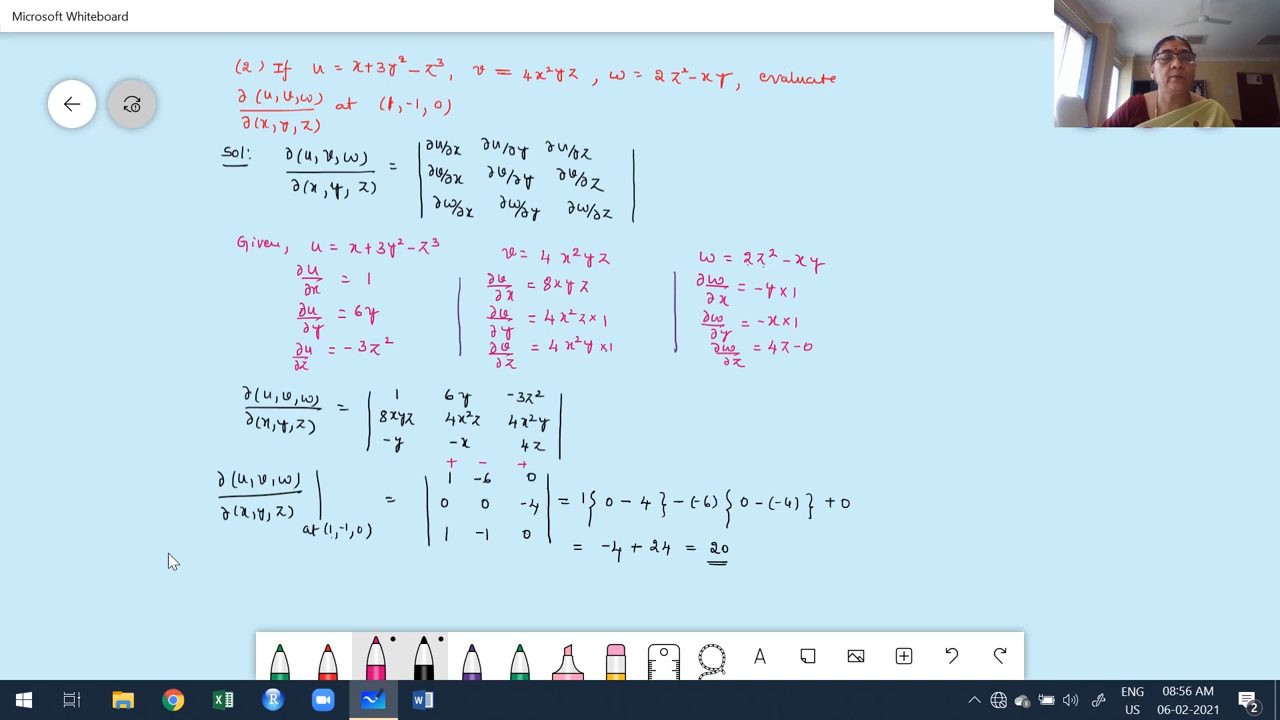 Microsoft Whiteboard
(2) If u = x+3y²-z³, v = 4x²yz, w = 2z²-xy, evaluate
∂(u,v,w)/∂(x,y,z) at (1,-1,0)
Sol: ∂(u,v,w)/∂(x,y,z) = | ∂u/∂x ∂u/∂y ∂u/∂z |
| ∂v/∂x ∂v/∂y ∂v/∂z |
| ∂w/∂x ∂w/∂y ∂w/∂z |
Given, u = x+3y²-z³
∂u/∂x = 1
∂u/∂y = 6y
∂u/∂z = -3z²
v = 4x²yz
∂v/∂x = 8xyz
∂v/∂y = 4x²z×1
∂v/∂z = 4x²y×1
w = 2z²-xy
∂w/∂x = -y×1
∂w/∂y = -x×1
∂w/∂z = 4z-0
∂(u,v,w)/∂(x,y,z) = | 1 6y -3z² |
| 8xyz 4x²z 4x²y |
| -y -x 4z |
+ - +
∂(u,v,w)/∂(x,y,z) | at (1,-1,0) = | 1 -6 0 |
| 0 0 -4 | = 1{0-4} -(-6){0-(-4)} +0
| 1 -1 0 |
= -4+24 = 20
A
ENG
US
08:56 AM
06-02-2021
2